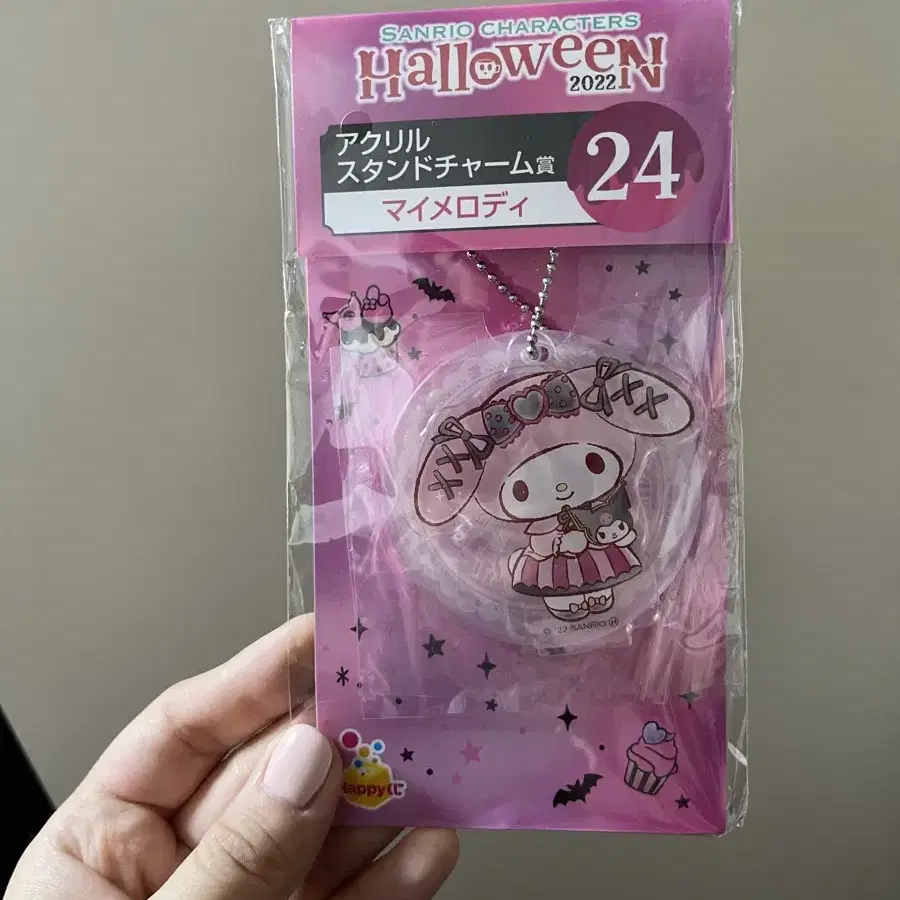 SANRIO CHARACTERS
HalloweeN
2022
アクリル
スタンドチャーム賞
24
マイメロディ
© '22 SANRIO Ⓗ
Happyくじ